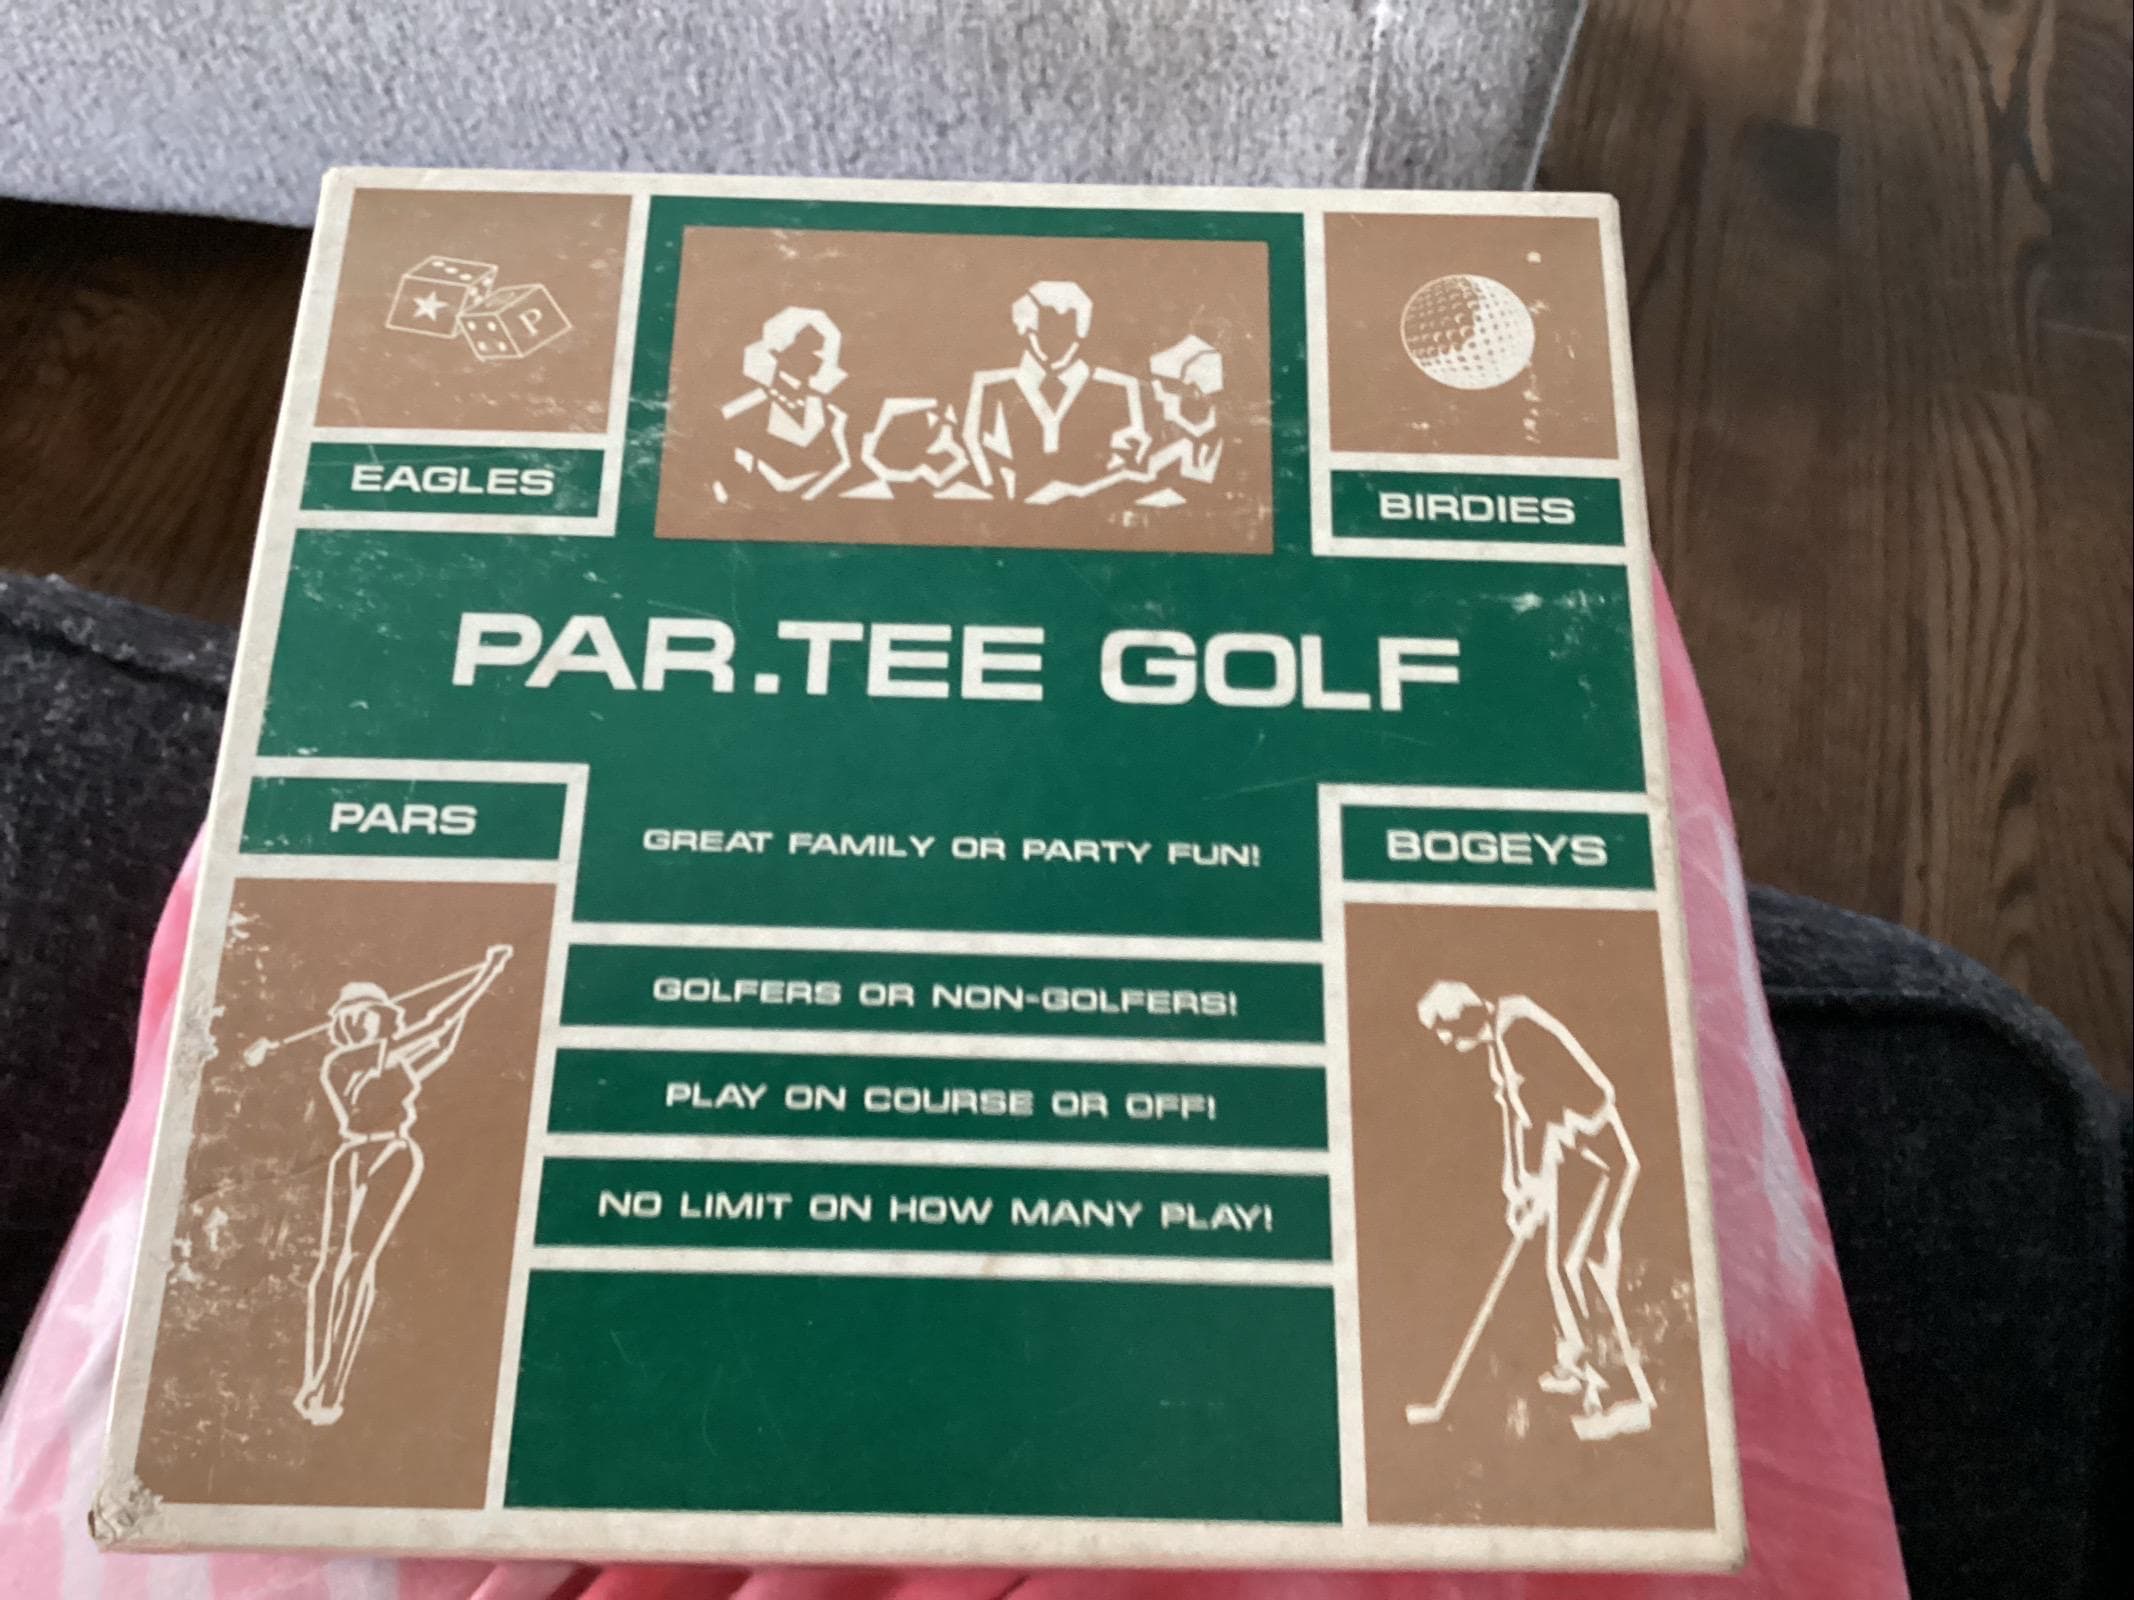 P
EAGLES
BIRDIES
PAR.TEE GOLF
PARS
GREAT FAMILY OR PARTY FUN!
BOGEYS
GOLFERS OR NON-GOLFERS!
PLAY ON COURSE OR OFF!
NO LIMIT ON HOW MANY PLAY!